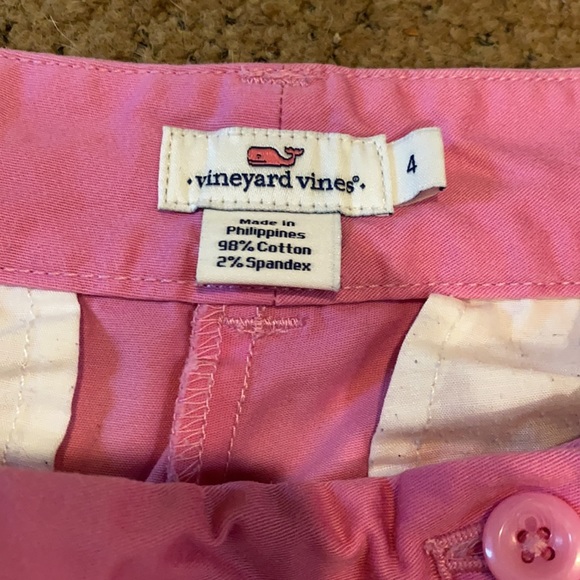 ·vineyard vines®·
4
Made in
Philippines
98% Cotton
2% Spandex